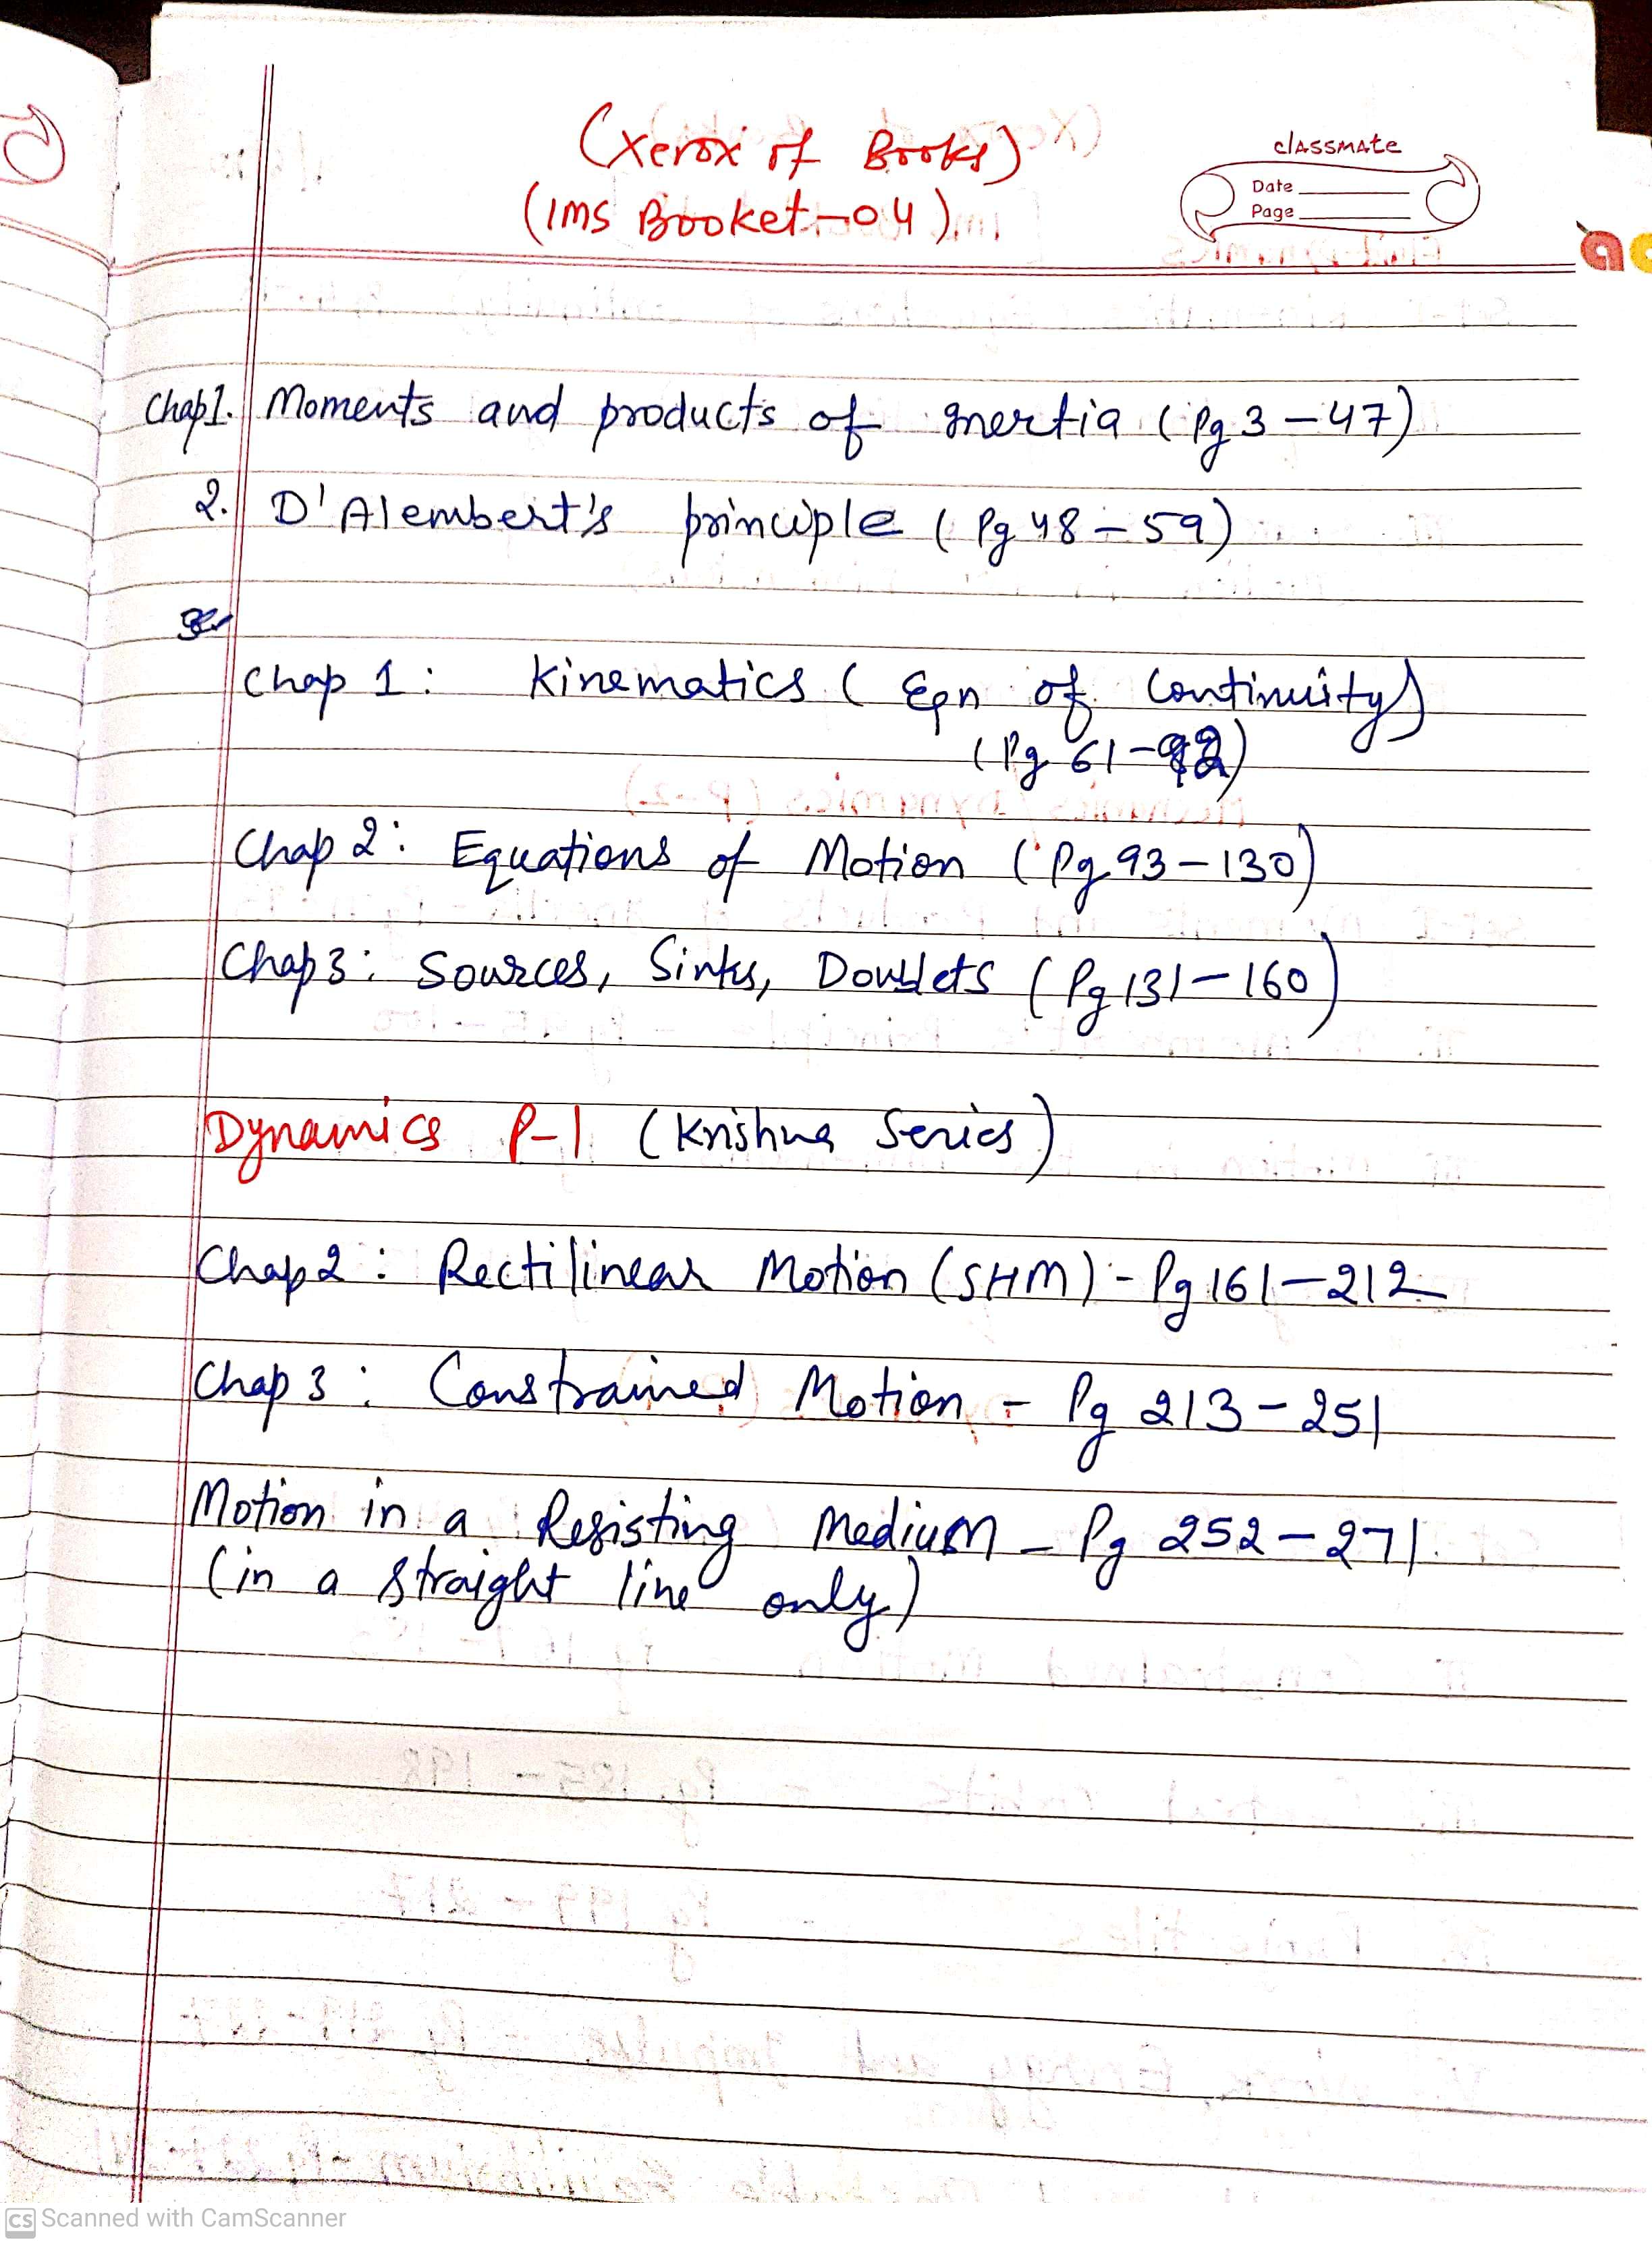 (Xerox of Books)
(IMS Booket-04)
classmate
Date
Page
Chap1. Moments and products of Inertia (Pg 3-47)
2. D'Alembert's principle (Pg 48-59)
Chap 1: Kinematics (Eqn of Continuity)
(Pg 61-92)
Chap 2: Equations of Motion (Pg 93-130)
Chap 3: Sources, Sinks, Doublets (Pg 131-160)
Dynamics P-1 (Krishna Series)
Chap 2: Rectilinear Motion (SHM) - Pg 161-212
Chap 3: Constrained Motion - Pg 213-251
Motion in a Resisting Medium - Pg 252-271.
(in a straight line only)
CS Scanned with CamScanner